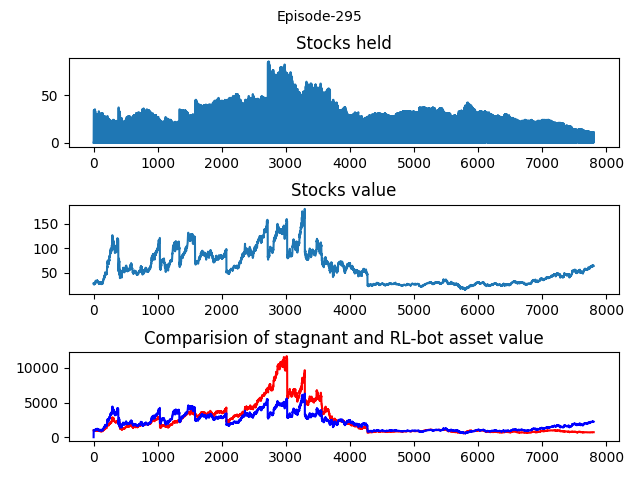 Episode-295
Stocks held
50
0
0 1000 2000 3000 4000 5000 6000 7000 8000
Stocks value
150
100
50
0 1000 2000 3000 4000 5000 6000 7000 8000
Comparision of stagnant and RL-bot asset value
10000
5000
0
0 1000 2000 3000 4000 5000 6000 7000 8000